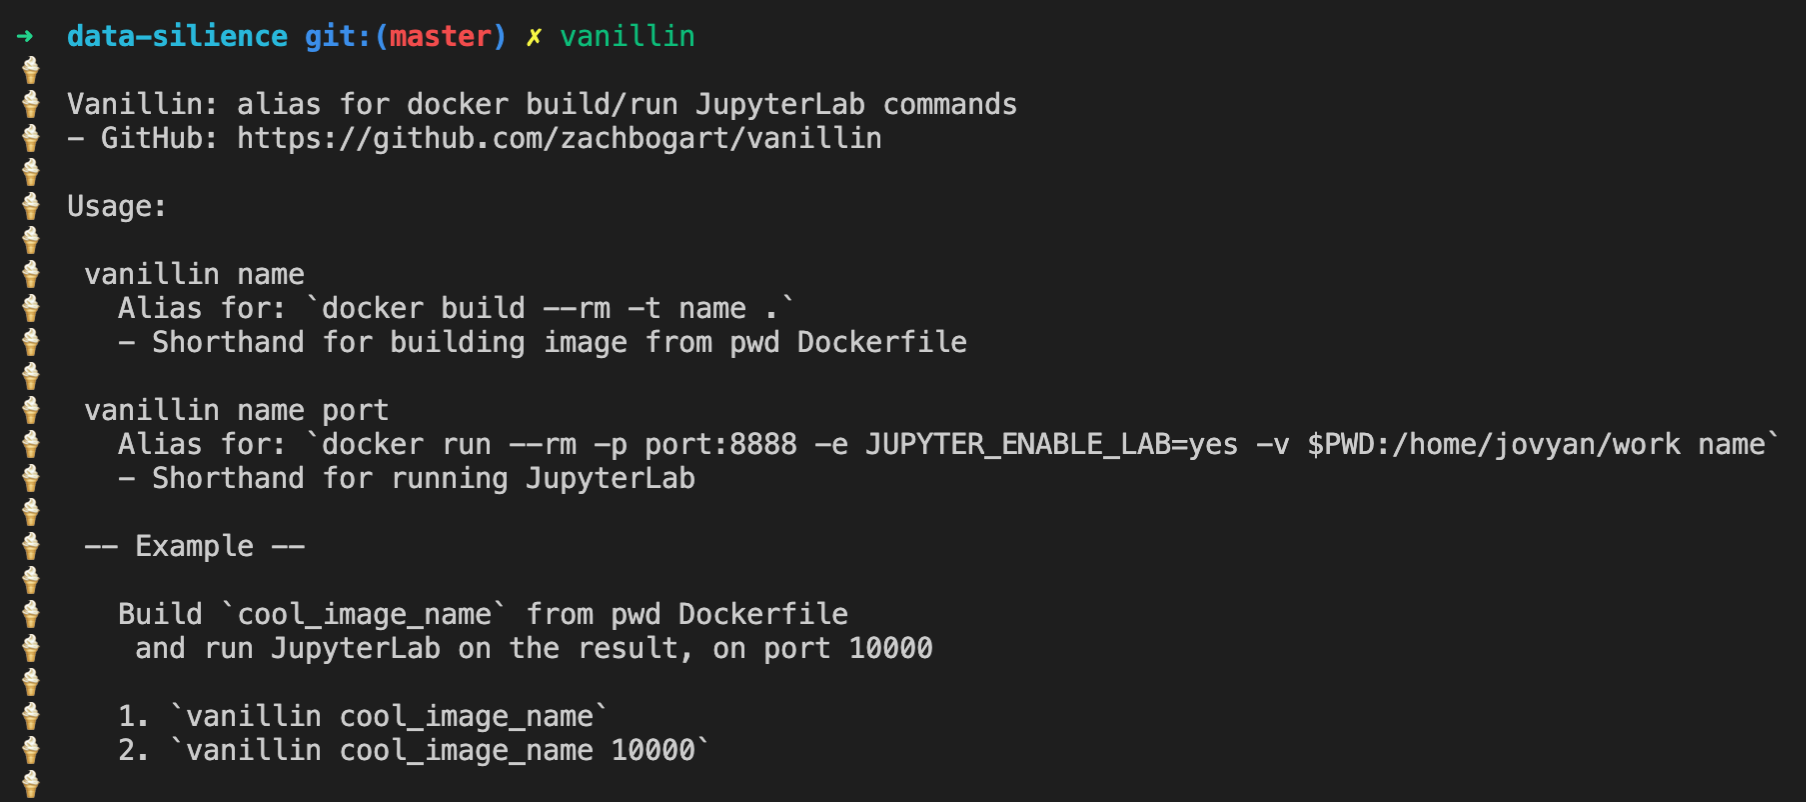 ➜  data-silience git:(master) ✗ vanillin
🍦
🍦 Vanillin: alias for docker build/run JupyterLab commands
🍦 - GitHub: https://github.com/zachbogart/vanillin
🍦
🍦 Usage:
🍦
🍦  vanillin name
🍦    Alias for: `docker build --rm -t name .`
🍦    - Shorthand for building image from pwd Dockerfile
🍦
🍦  vanillin name port
🍦    Alias for: `docker run --rm -p port:8888 -e JUPYTER_ENABLE_LAB=yes -v $PWD:/home/jovyan/work name`
🍦    - Shorthand for running JupyterLab
🍦
🍦  -- Example --
🍦
🍦    Build `cool_image_name` from pwd Dockerfile
🍦     and run JupyterLab on the result, on port 10000
🍦
🍦    1. `vanillin cool_image_name`
🍦    2. `vanillin cool_image_name 10000`
🍦